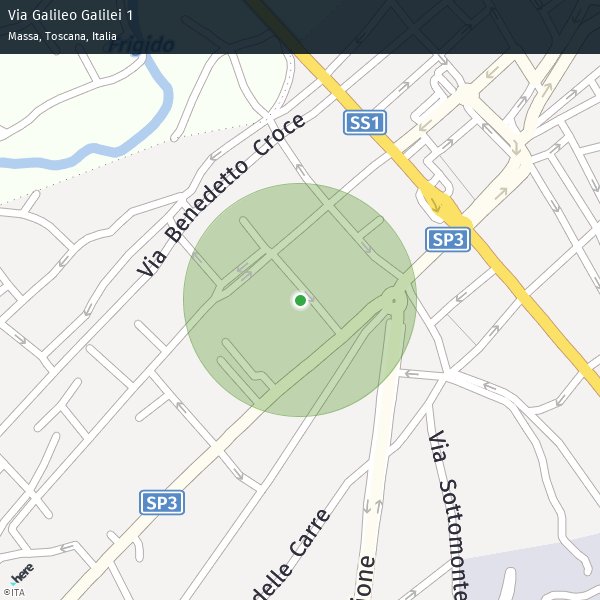 Via Galileo Galilei 1
Massa, Toscana, Italia
Frigido
SS1
Via Benedetto Croce
SP3
SP3
Via Sottomonte
delle Carre
ione
here
©ITA